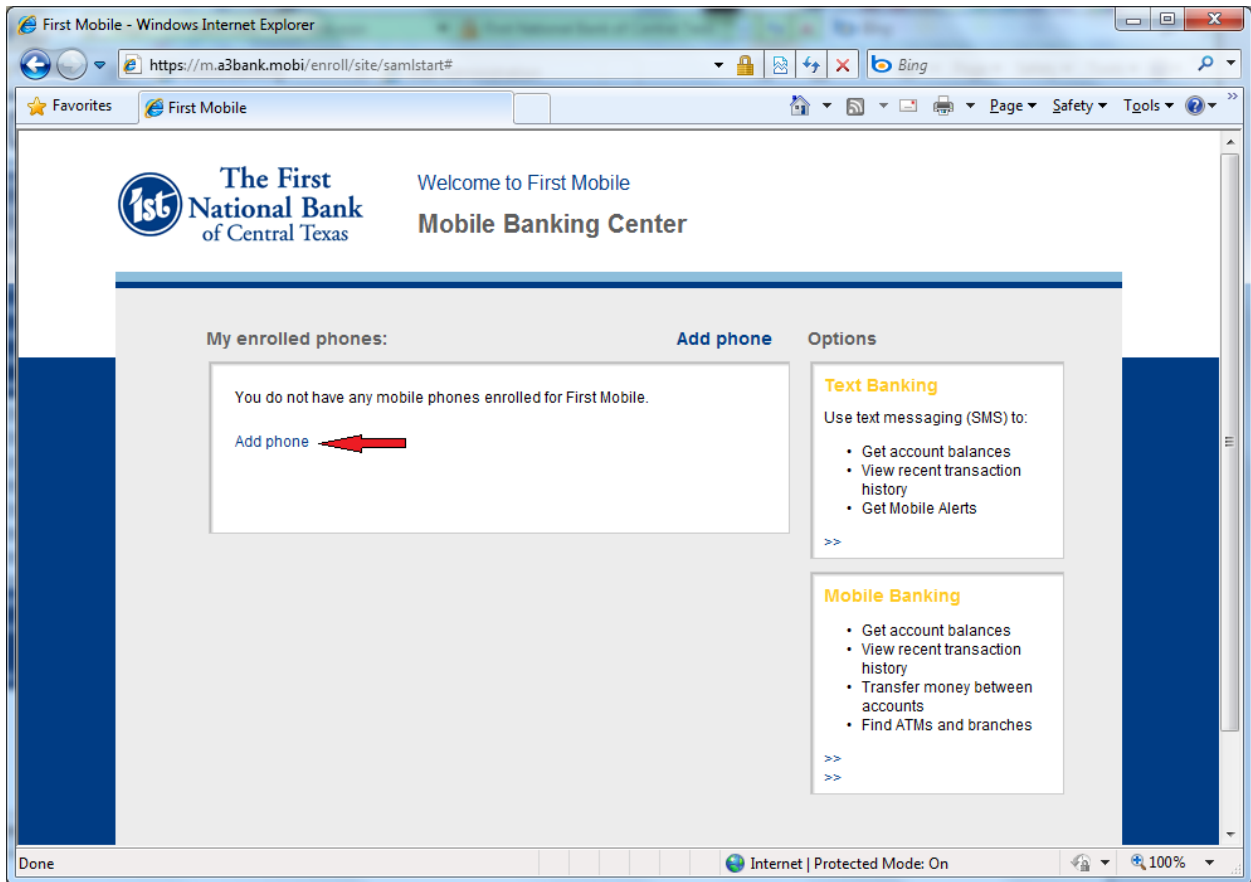 First Mobile - Windows Internet Explorer
https://m.a3bank.mobi/enroll/site/samlstart#
Bing
Favorites
First Mobile
Page
Safety
Tools
1st
The First
National Bank
of Central Texas
Welcome to First Mobile
Mobile Banking Center
My enrolled phones:
Add phone
You do not have any mobile phones enrolled for First Mobile.
Add phone
Options
Text Banking
Use text messaging (SMS) to:
• Get account balances
• View recent transaction
history
• Get Mobile Alerts
>>
Mobile Banking
• Get account balances
• View recent transaction
history
• Transfer money between
accounts
• Find ATMs and branches
>>
>>
Done
Internet | Protected Mode: On
100%